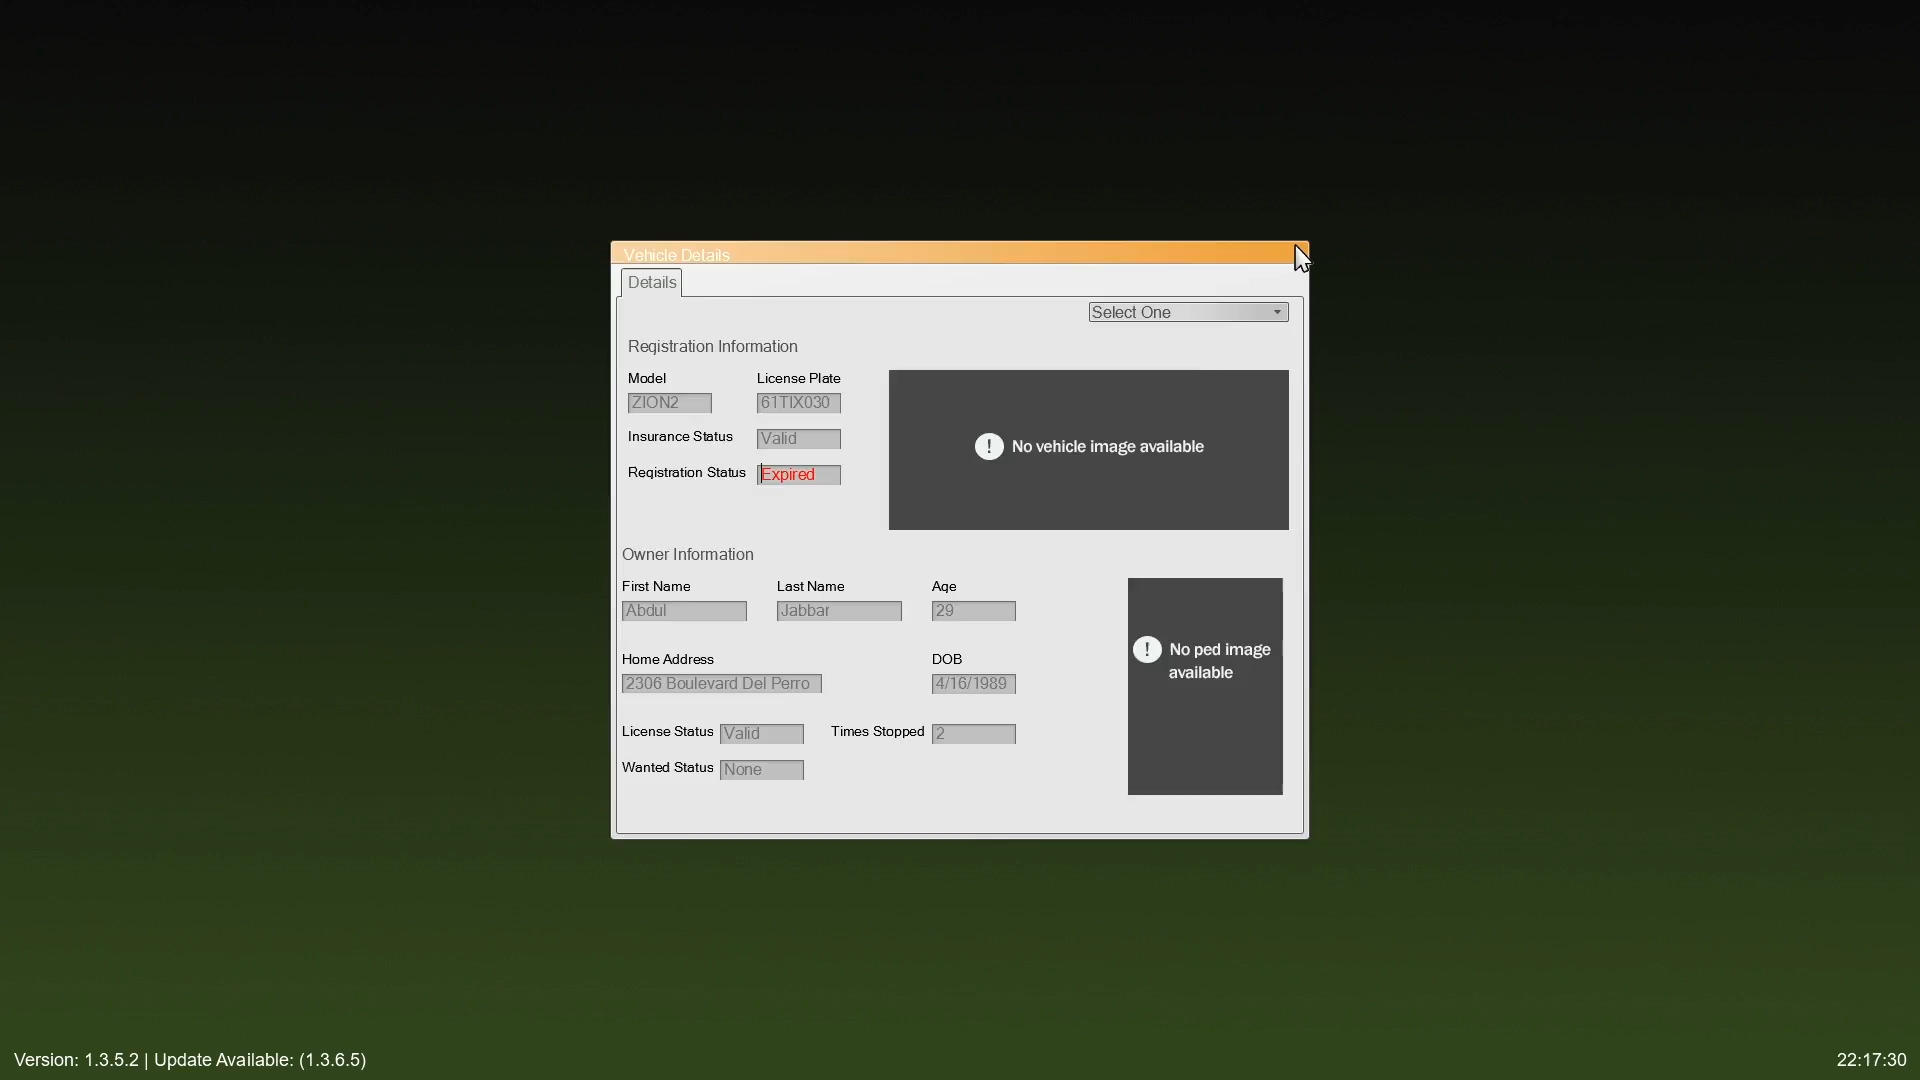 Vehicle Details
Details
Select One
Registration Information
Model License Plate
ZION2 61TIX030
Insurance Status Valid
Registration Status Expired
! No vehicle image available
Owner Information
First Name Last Name Age
Abdul Jabbar 29
Home Address DOB
2306 Boulevard Del Perro 4/16/1989
! No ped image
available
License Status Valid Times Stopped 2
Wanted Status None
Version: 1.3.5.2 | Update Available: (1.3.6.5)
22:17:30